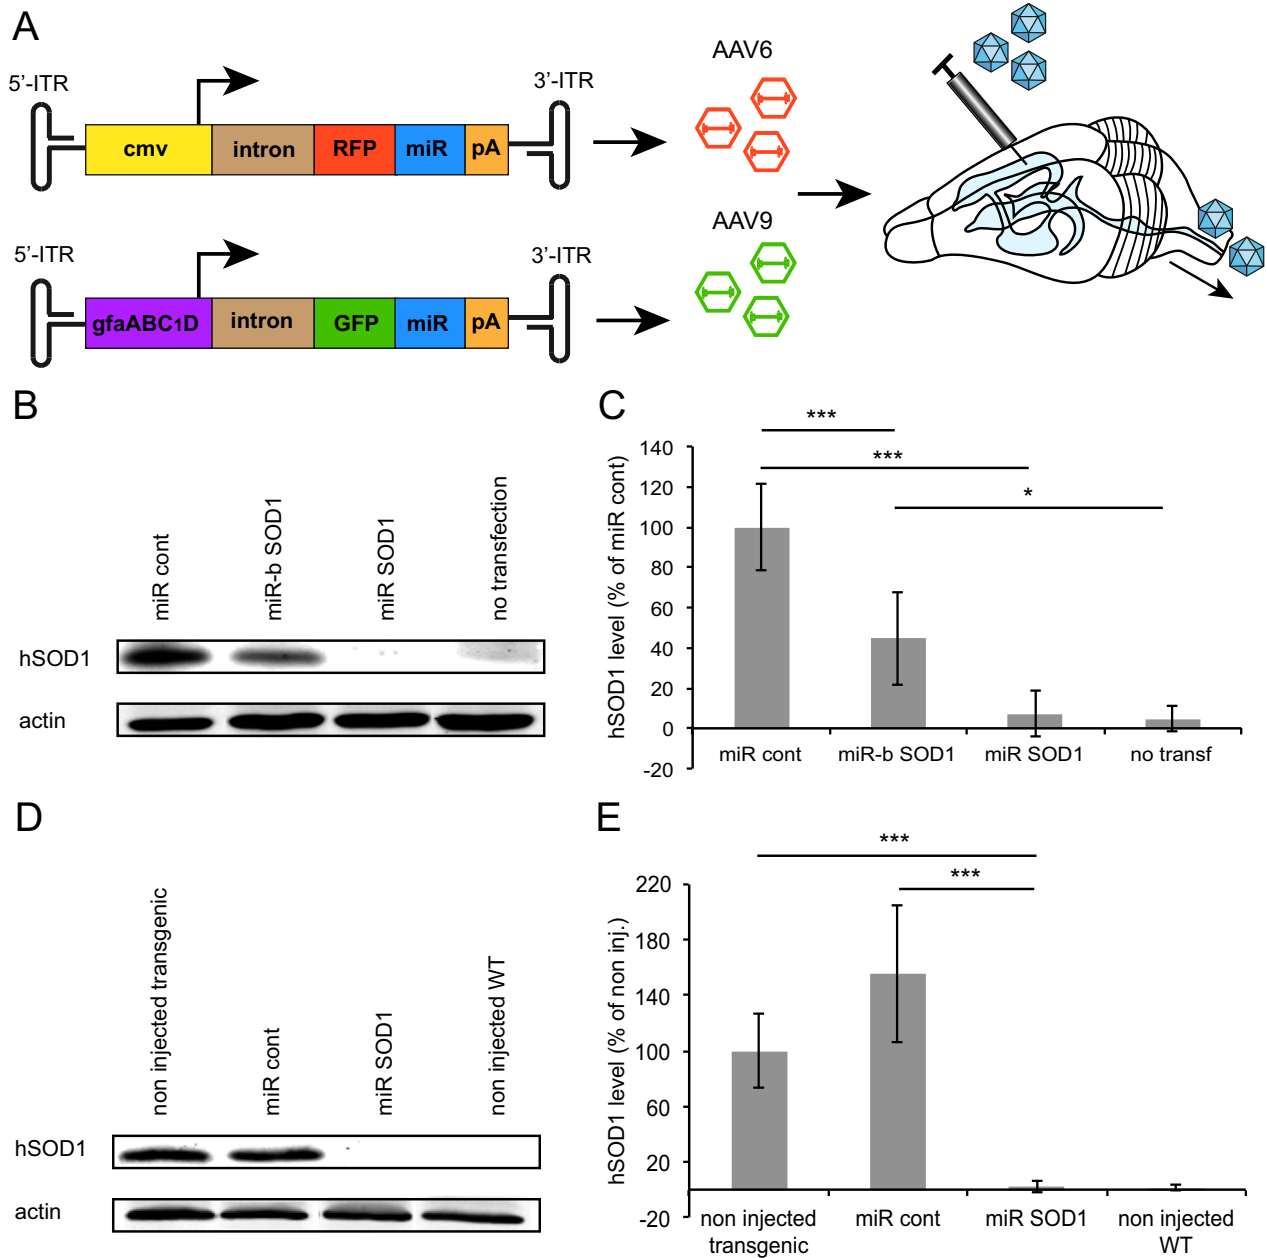 A
5'-ITR
3'-ITR
cmv intron RFP miR pA
AAV6
5'-ITR
3'-ITR
gfaABC1D intron GFP miR pA
AAV9
B
miR cont
miR-b SOD1
miR SOD1
no transfection
hSOD1
actin
C
***
***
*
hSOD1 level (% of miR cont)
140
120
100
80
60
40
20
0
-20
miR cont
miR-b SOD1
miR SOD1
no transf
D
non injected transgenic
miR cont
miR SOD1
non injected WT
hSOD1
actin
E
***
***
hSOD1 level (% of non inj.)
220
180
140
100
60
20
-20
non injected
transgenic
miR cont
miR SOD1
non injected
WT